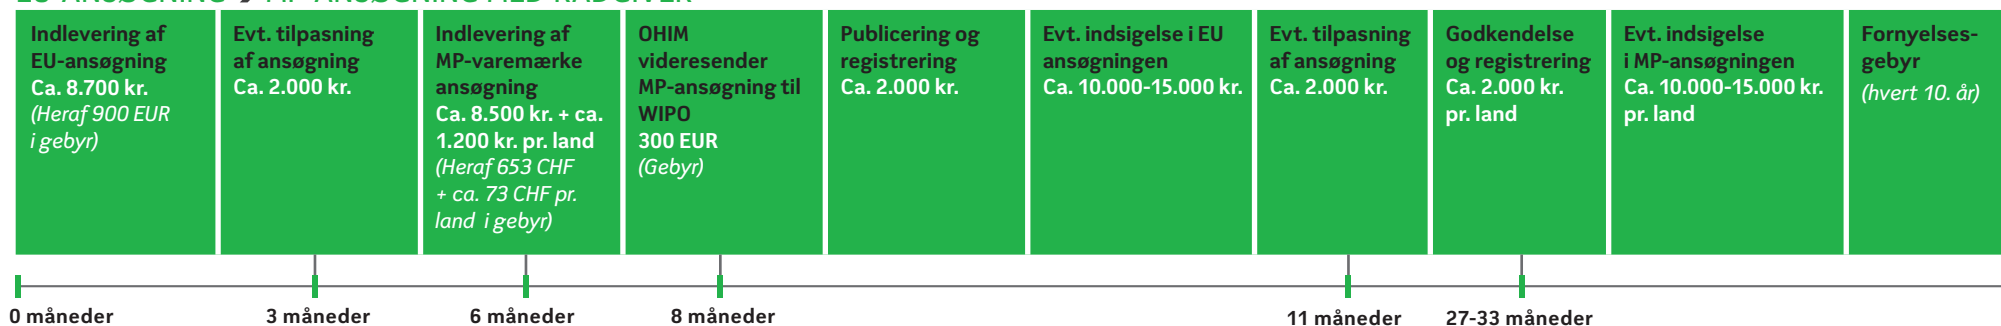 Indlevering af
EU-ansøgning
Ca. 8.700 kr.
(Heraf 900 EUR
i gebyr)
Evt. tilpasning
af ansøgning
Ca. 2.000 kr.
Indlevering af
MP-varemærke
ansøgning
Ca. 8.500 kr. + ca.
1.200 kr. pr. land
(Heraf 653 CHF
+ ca. 73 CHF pr.
land i gebyr)
OHIM
videresender
MP-ansøgning til
WIPO
300 EUR
(Gebyr)
Publicering og
registrering
Ca. 2.000 kr.
Evt. indsigelse i EU
ansøgningen
Ca. 10.000-15.000 kr.
Evt. tilpasning
af ansøgning
Ca. 2.000 kr.
Godkendelse
og registrering
Ca. 2.000 kr.
pr. land
Evt. indsigelse
i MP-ansøgningen
Ca. 10.000-15.000 kr.
pr. land
Fornyelses-
gebyr
(hvert 10. år)
0 måneder
3 måneder
6 måneder
8 måneder
11 måneder
27-33 måneder